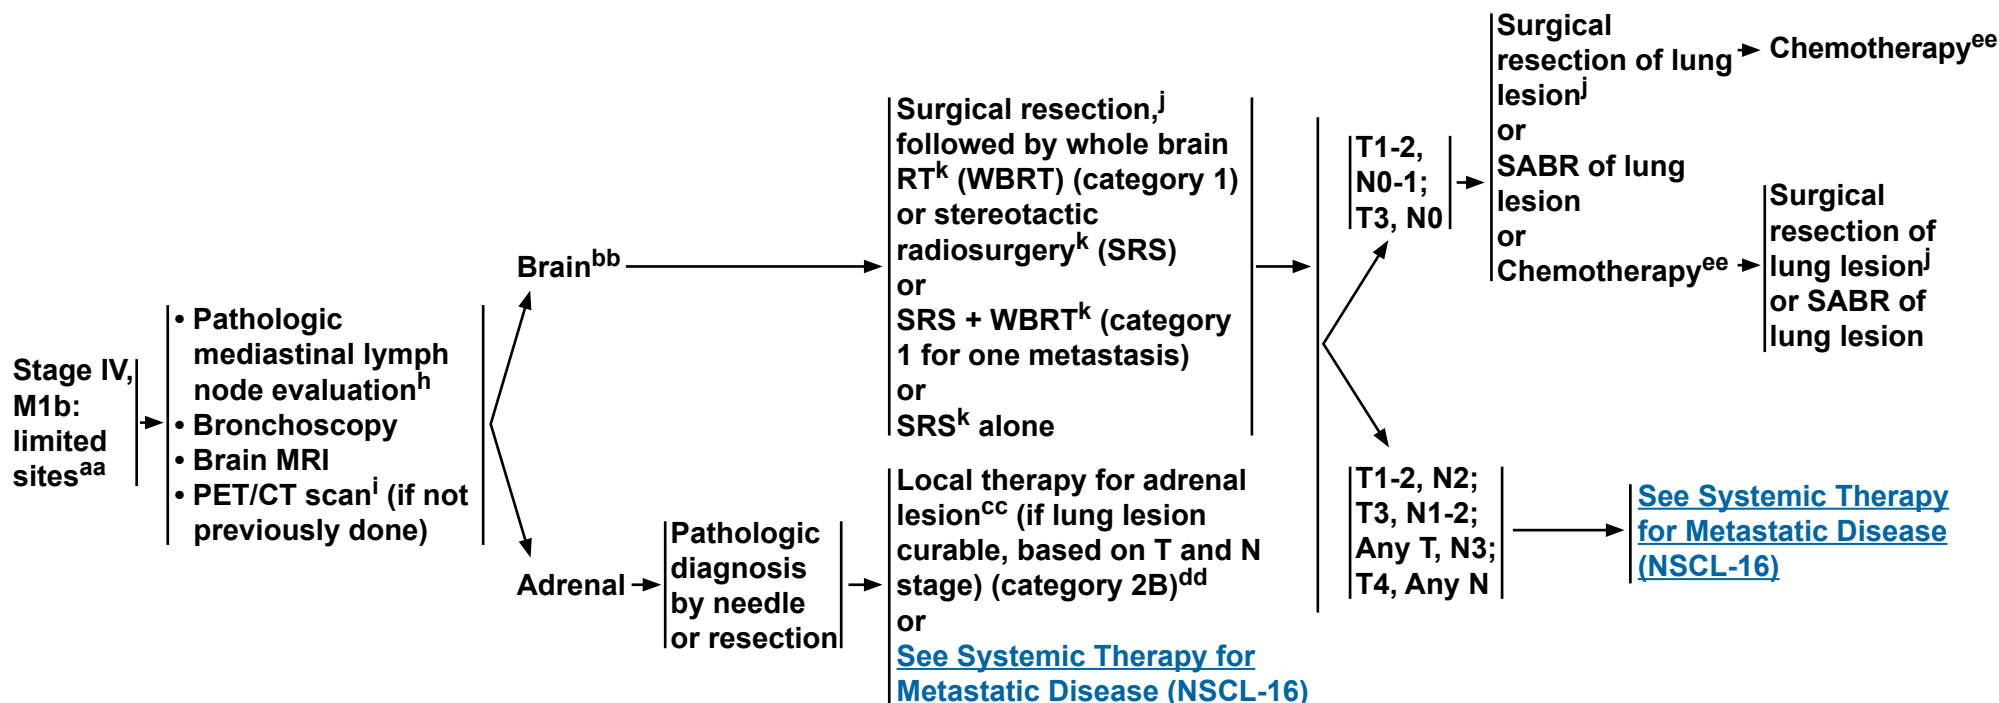 Stage IV,
M1b:
limited
sitesaa
• Pathologic
mediastinal lymph
node evaluationh
• Bronchoscopy
• Brain MRI
• PET/CT scani (if not
previously done)
Brainbb
Adrenal
Pathologic
diagnosis
by needle
or resection
Surgical resection,j
followed by whole brain
RTk (WBRT) (category 1)
or stereotactic
radiosurgeryk (SRS)
or
SRS + WBRTk (category
1 for one metastasis)
or
SRSk alone
Local therapy for adrenal
lesioncc (if lung lesion
curable, based on T and N
stage) (category 2B)dd
or
See Systemic Therapy for
Metastatic Disease (NSCL-16)
T1-2,
N0-1;
T3, N0
Surgical
resection of lung
lesionj
or
SABR of lung
lesion
or
Chemotherapyee
Chemotherapyee
Surgical
resection of
lung lesionj
or SABR of
lung lesion
T1-2, N2;
T3, N1-2;
Any T, N3;
T4, Any N
See Systemic Therapy
for Metastatic Disease
(NSCL-16)